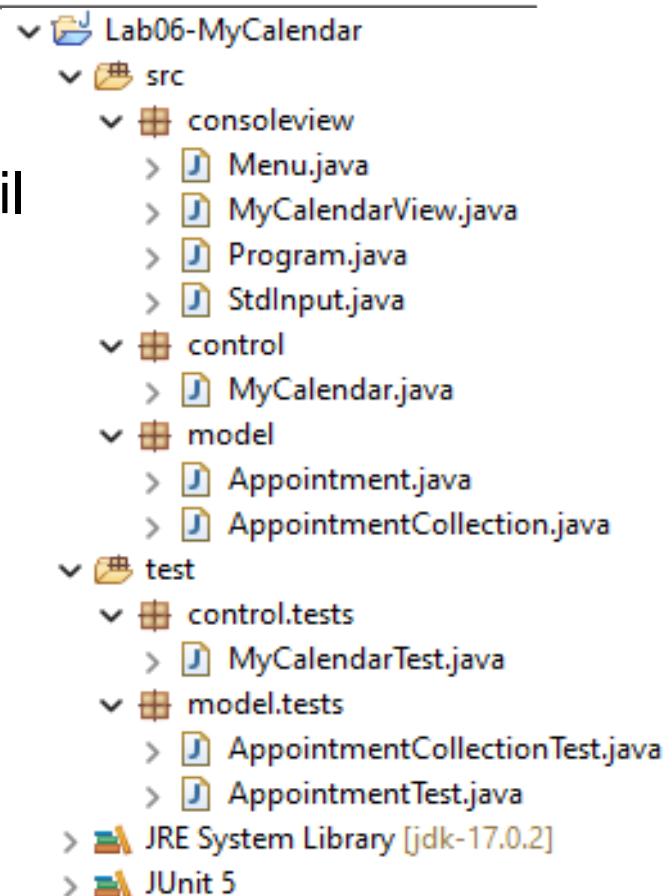 Lab06-MyCalendar
src
consoleview
Menu.java
il
MyCalendarView.java
Program.java
StdInput.java
control
MyCalendar.java
model
Appointment.java
AppointmentCollection.java
test
control.tests
MyCalendarTest.java
model.tests
AppointmentCollectionTest.java
AppointmentTest.java
JRE System Library [jdk-17.0.2]
JUnit 5